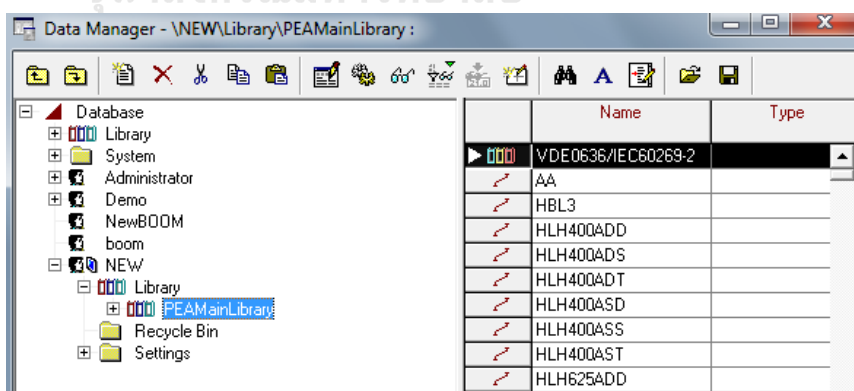 Data Manager - \NEW\Library\PEAMainLibrary :
Database
Library
System
Administrator
Demo
NewBOOM
boom
NEW
Library
PEAMainLibrary
Recycle Bin
Settings
Name Type
VDE0636/IEC60269-2
AA
HBL3
HLH400ADD
HLH400ADS
HLH400ADT
HLH400ASD
HLH400ASS
HLH400AST
HLH625ADD